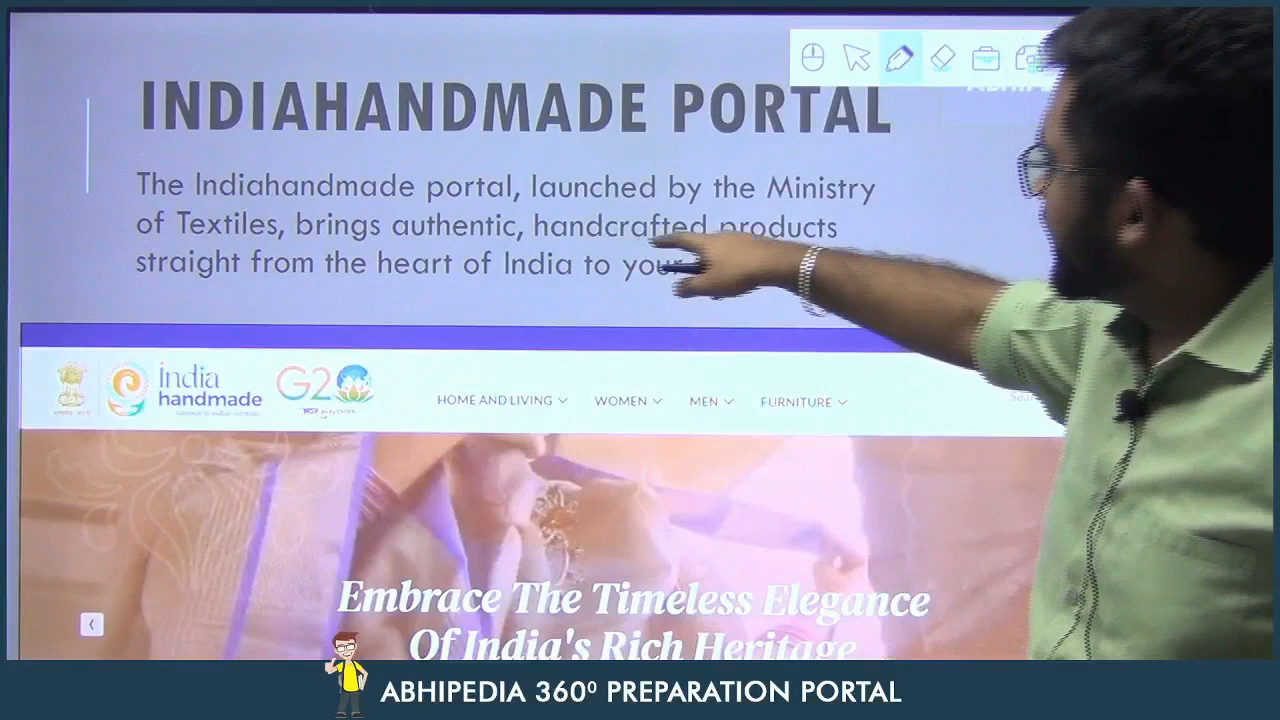 INDIAHANDMADE PORTAL
The Indiahandmade portal, launched by the Ministry
of Textiles, brings authentic, handcrafted products
straight from the heart of India to your
India
handmade
G20
HOME AND LIVING
WOMEN
MEN
FURNITURE
Embrace The Timeless Elegance
Of India's Rich Heritage
ABHIPEDIA 360⁰ PREPARATION PORTAL